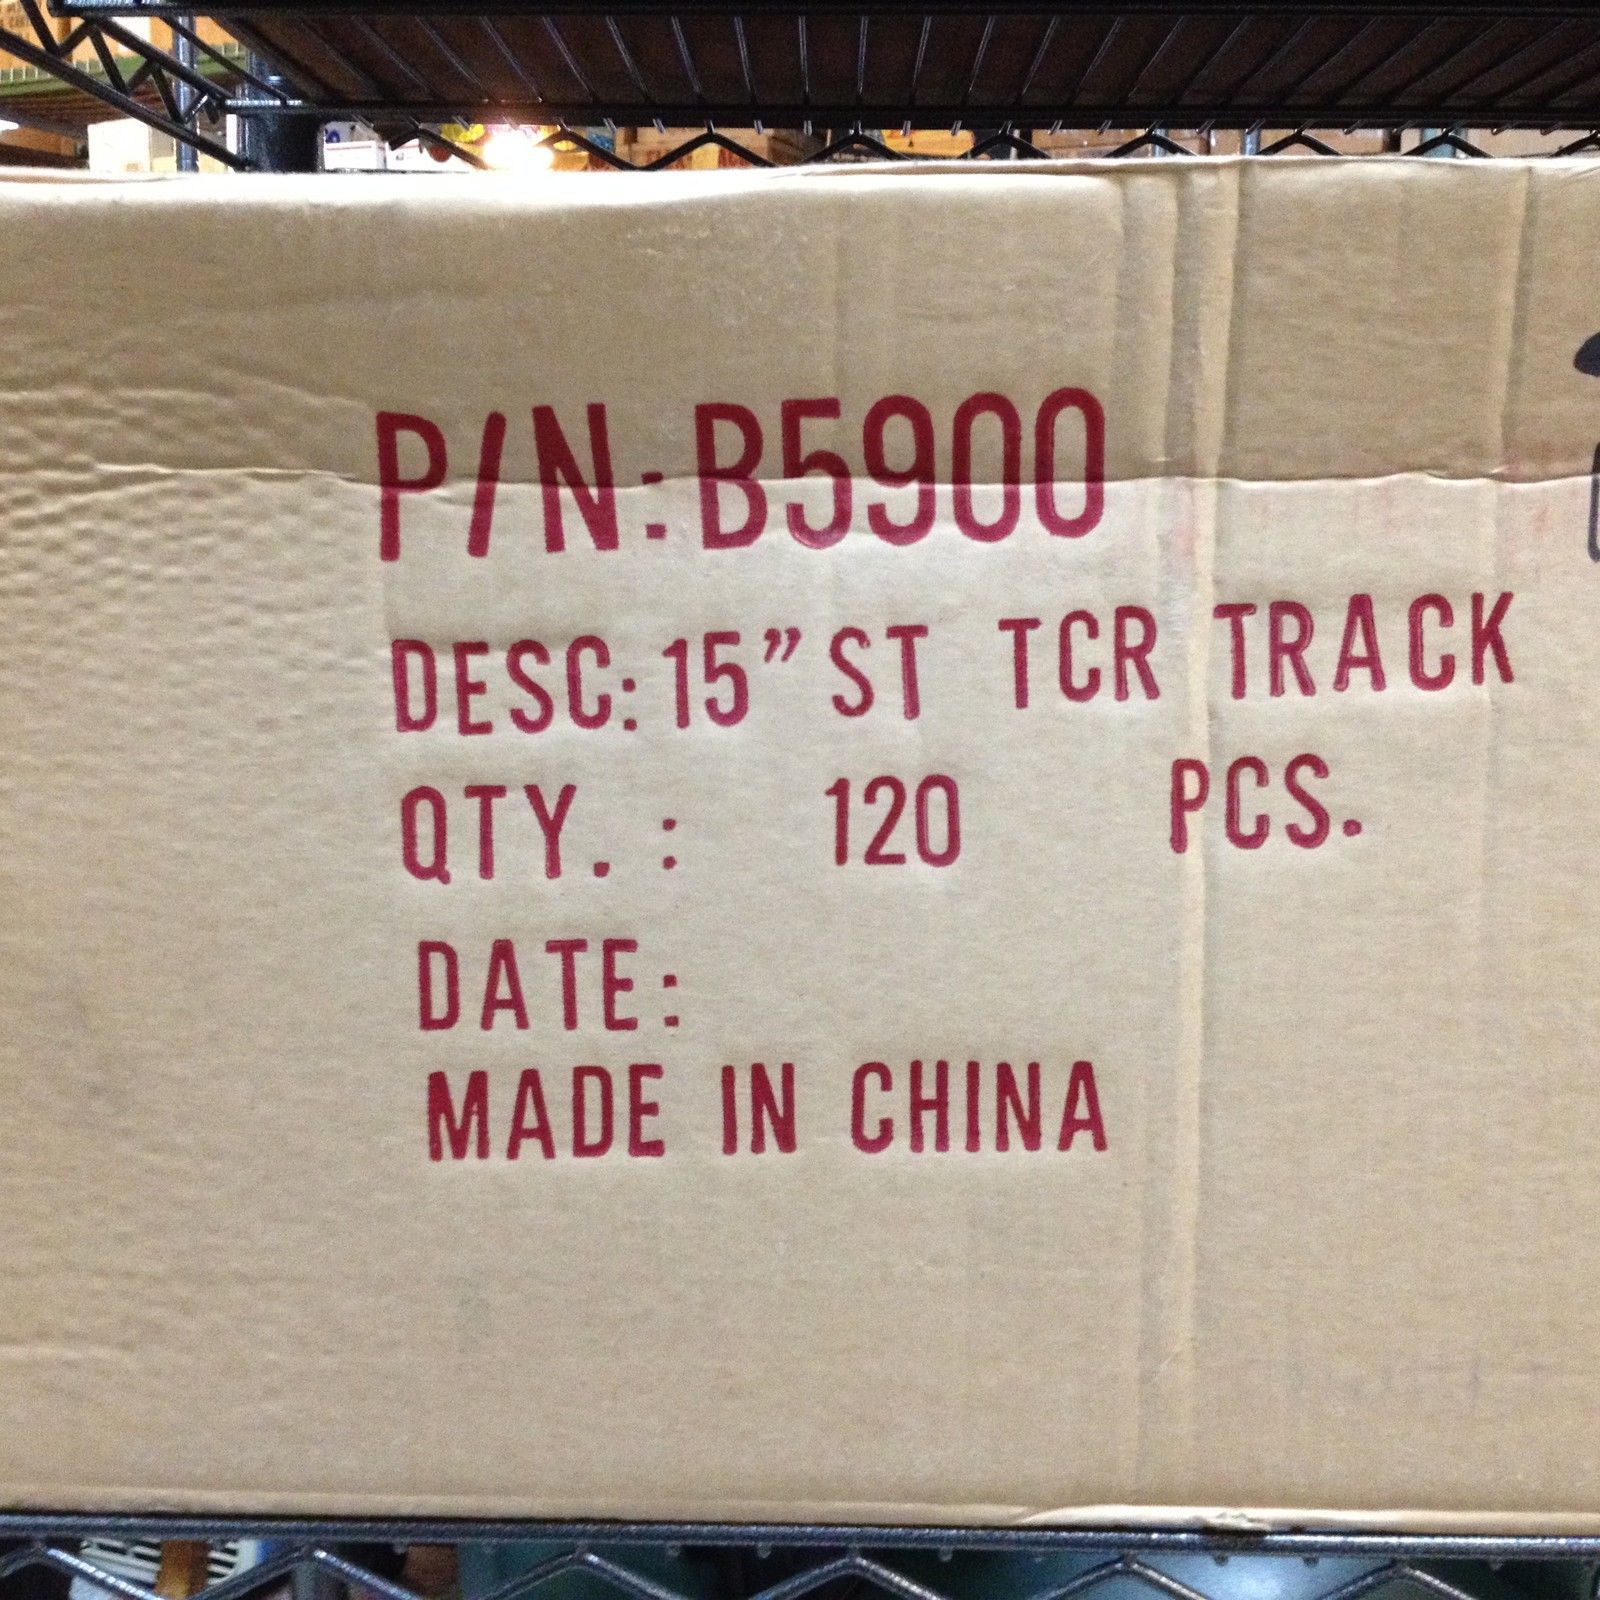 P/N: B5900
DESC: 15" ST TCR TRACK
QTY. : 120 PCS.
DATE:
MADE IN CHINA